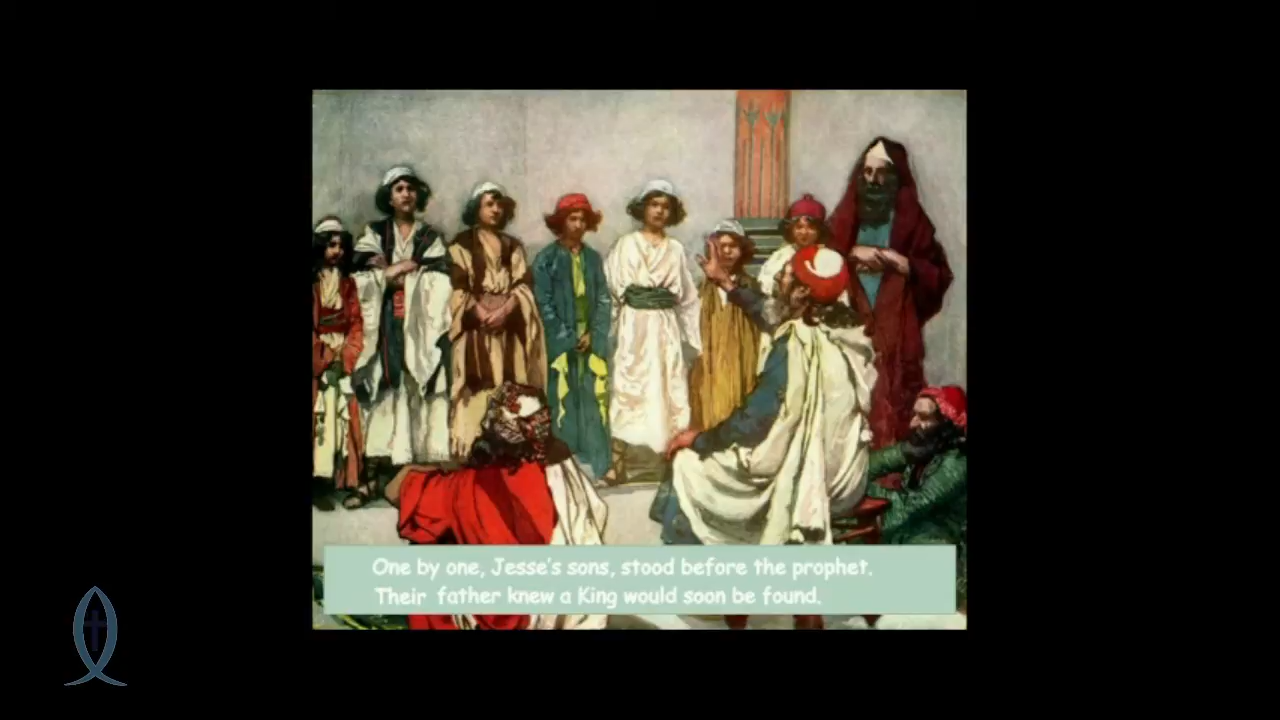 One by one, Jesse's sons, stood before the prophet.
Their father knew a King would soon be found.